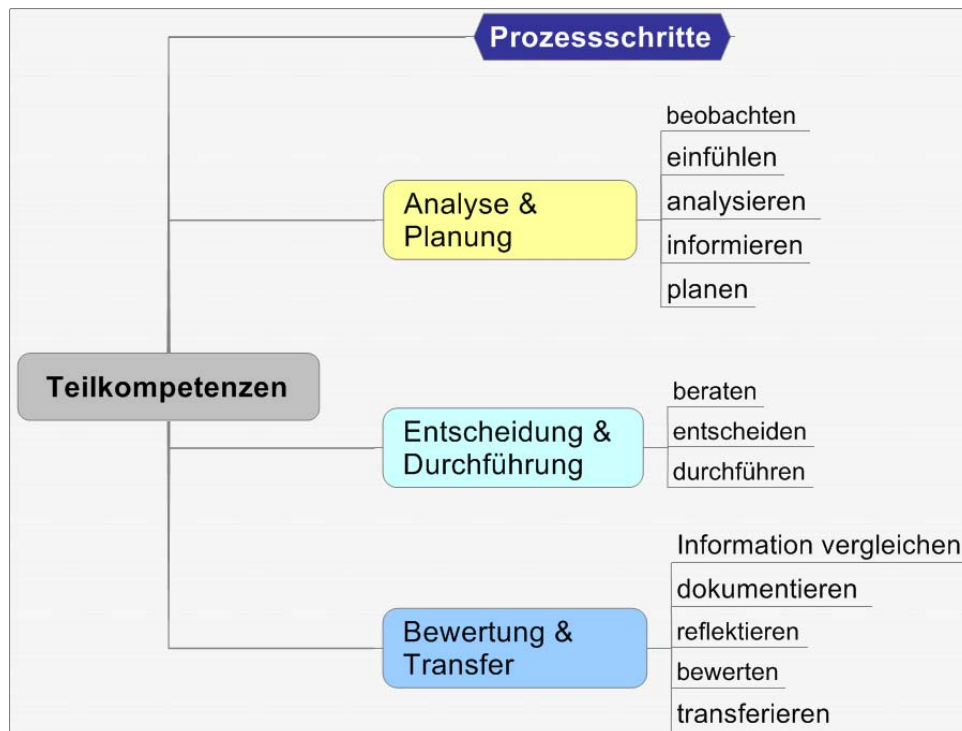 Prozessschritte
beobachten
einfühlen
Analyse &
Planung
analysieren
informieren
planen
Teilkompetenzen
beraten
Entscheidung &
Durchführung
entscheiden
durchführen
Information vergleichen
dokumentieren
Bewertung &
Transfer
reflektieren
bewerten
transferieren